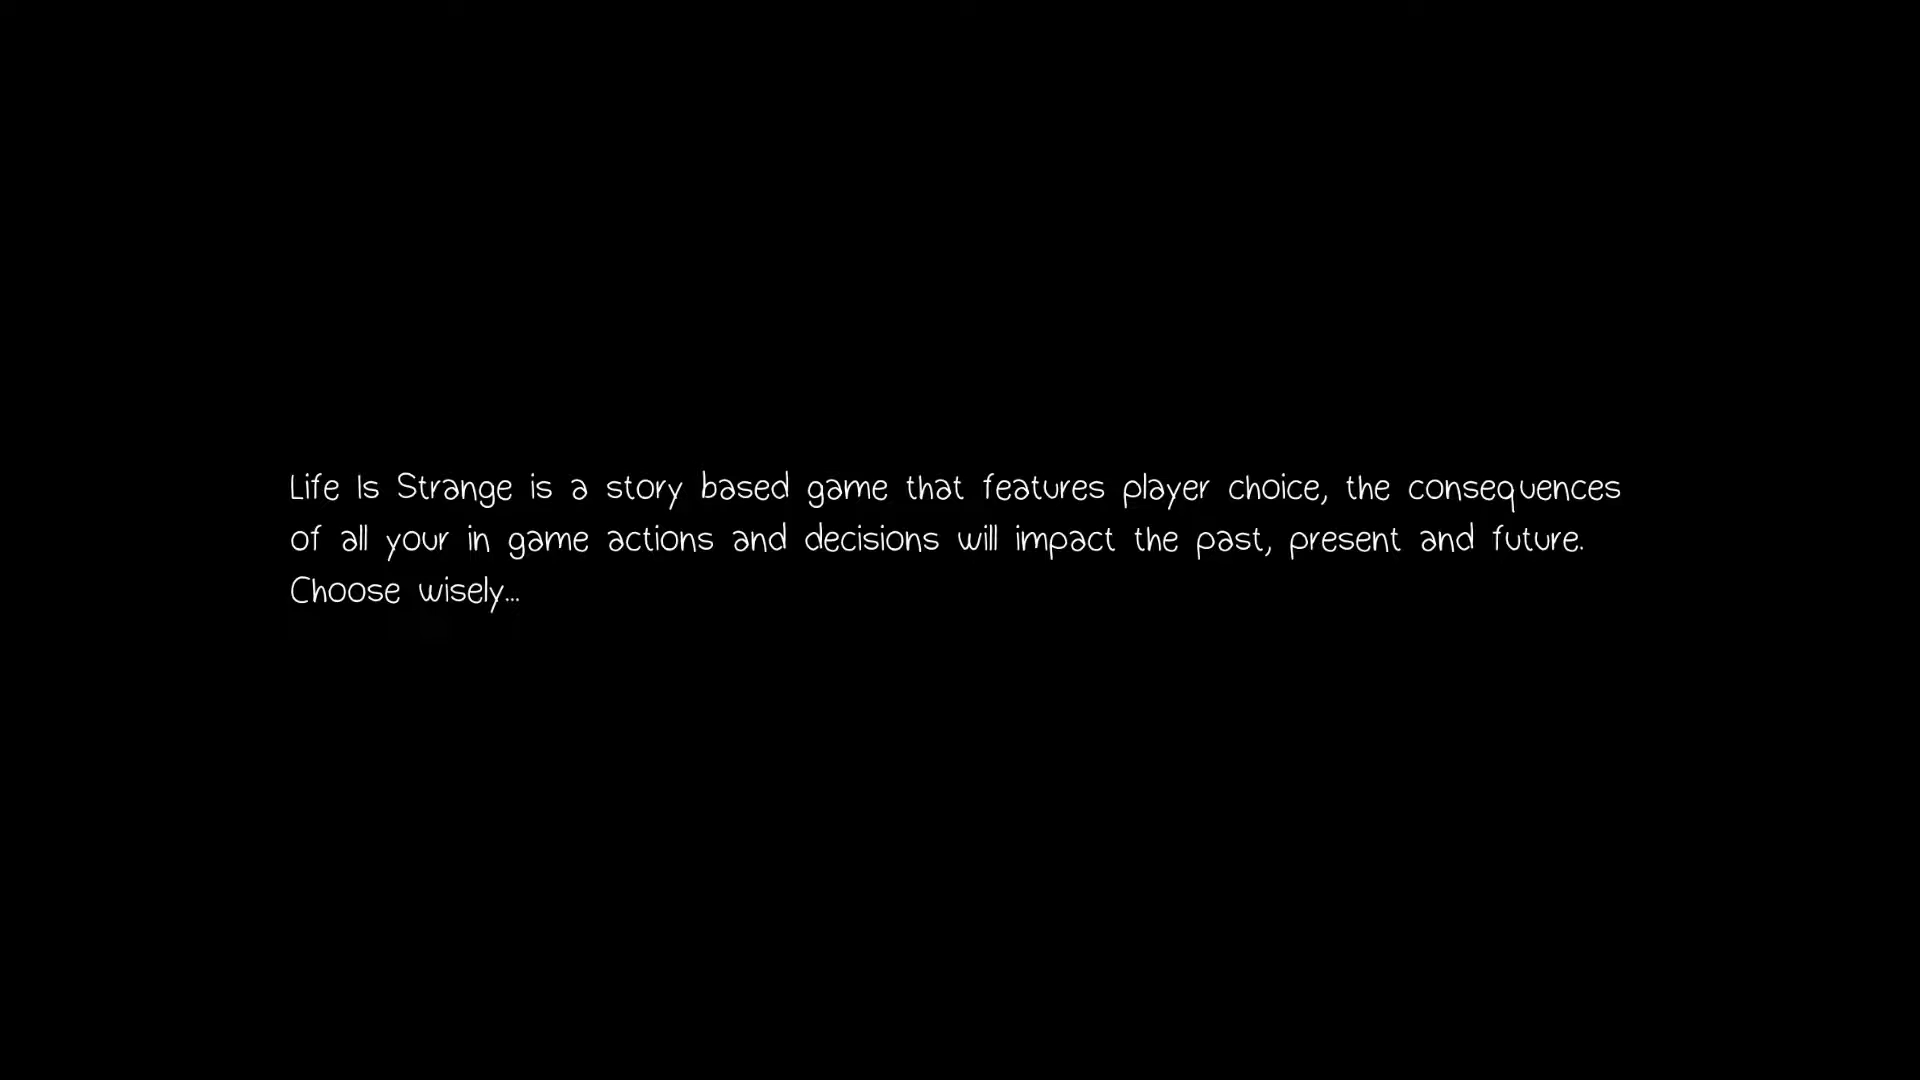 Life Is Strange is a story based game that features player choice, the consequences
of all your in game actions and decisions will impact the past, present and future.
Choose wisely...